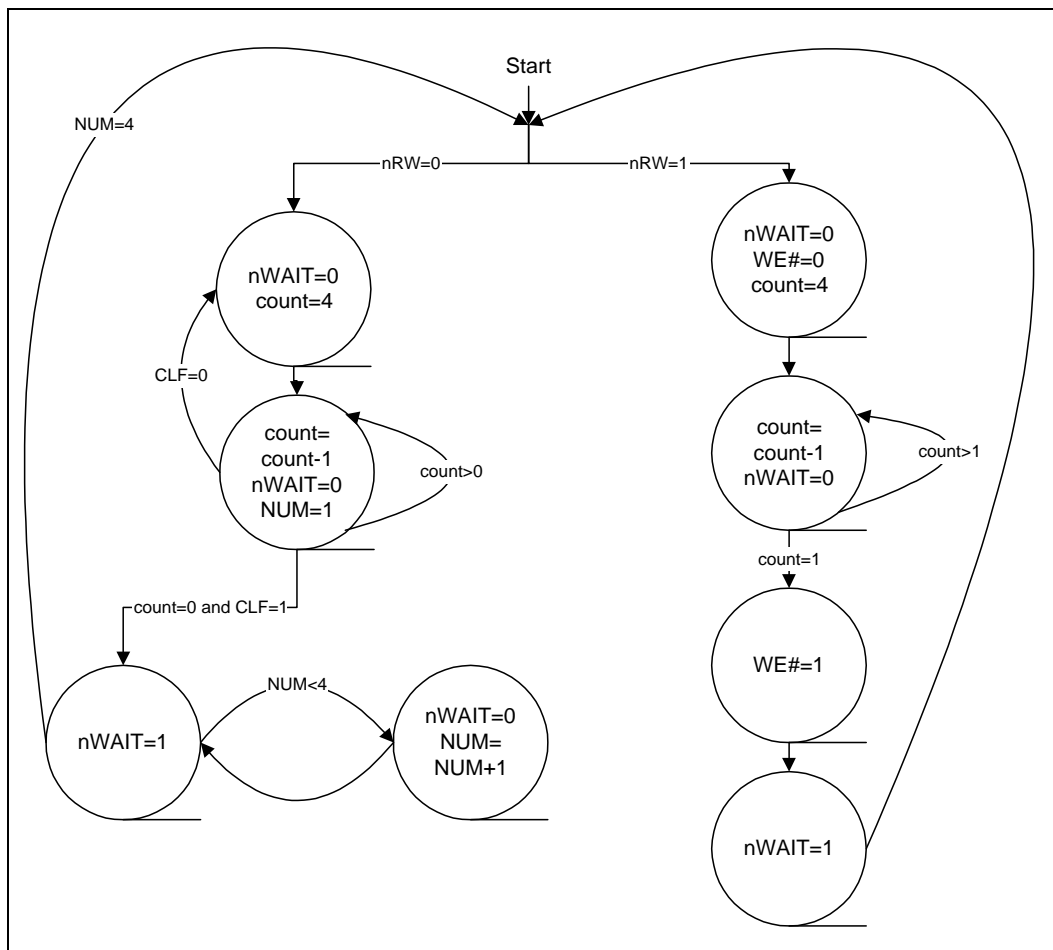 Start
NUM=4
nRW=0
nRW=1
nWAIT=0
count=4
nWAIT=0
WE#=0
count=4
CLF=0
count=
count-1
nWAIT=0
NUM=1
count>0
count=
count-1
nWAIT=0
count>1
count=1
count=0 and CLF=1
WE#=1
nWAIT=1
NUM<4
nWAIT=0
NUM=
NUM+1
nWAIT=1